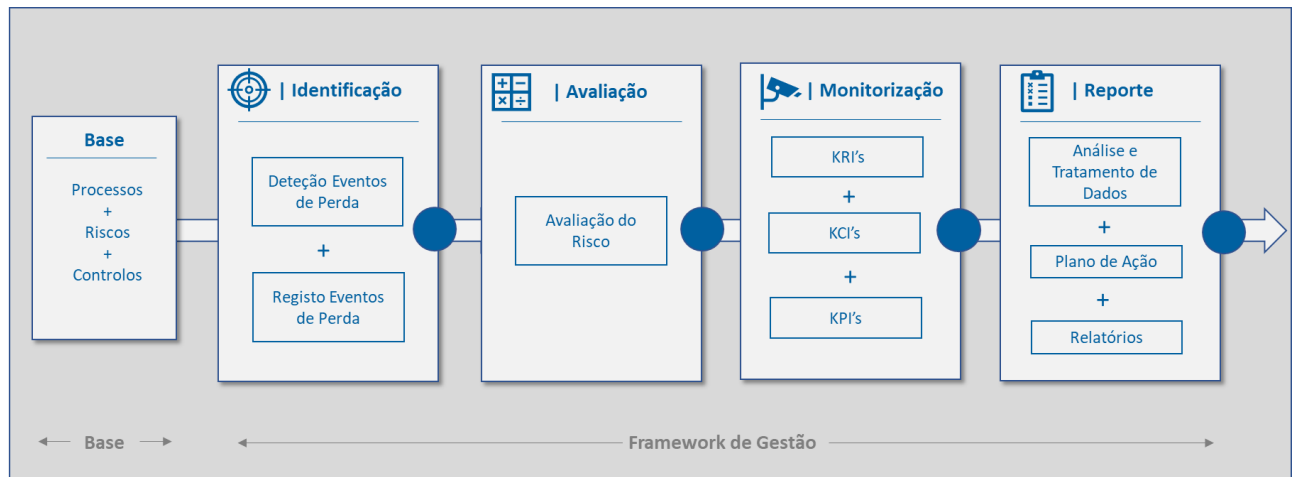 Base
Processos
+
Riscos
+
Controlos
| Identificação
Deteção Eventos
de Perda
+
Registo Eventos
de Perda
| Avaliação
Avaliação do
Risco
| Monitorização
KRI’s
+
KCI’s
+
KPI’s
| Reporte
Análise e
Tratamento de
Dados
+
Plano de Ação
+
Relatórios
Base
Framework de Gestão